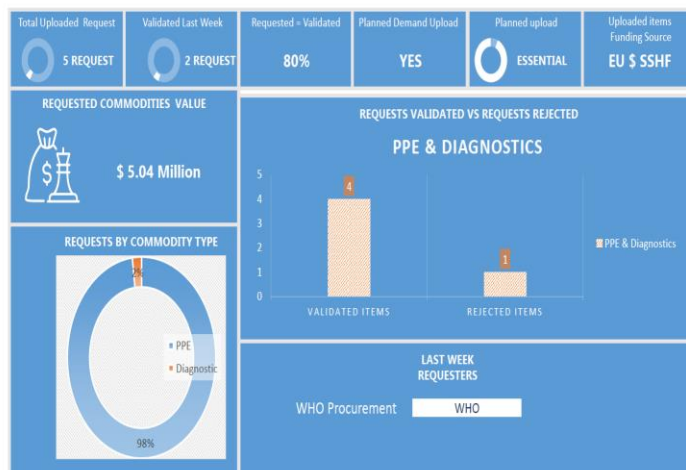 Total Uploaded Request
5 REQUEST
Validated Last Week
2 REQUEST
Requested = Validated
80%
Planned Demand Upload
YES
Planned upload
ESSENTIAL
Uploaded items
Funding Source
EU $ SSHF
REQUESTED COMMODITIES VALUE
$
$ 5.04 Million
REQUESTS VALIDATED VS REQUESTS REJECTED
PPE & DIAGNOSTICS
5
4
3
2
1
0
4
1
VALIDATED ITEMS
REJECTED ITEMS
PPE & Diagnostics
REQUESTS BY COMMODITY TYPE
2%
PPE
Diagnostic
98%
LAST WEEK
REQUESTERS
WHO Procurement
WHO